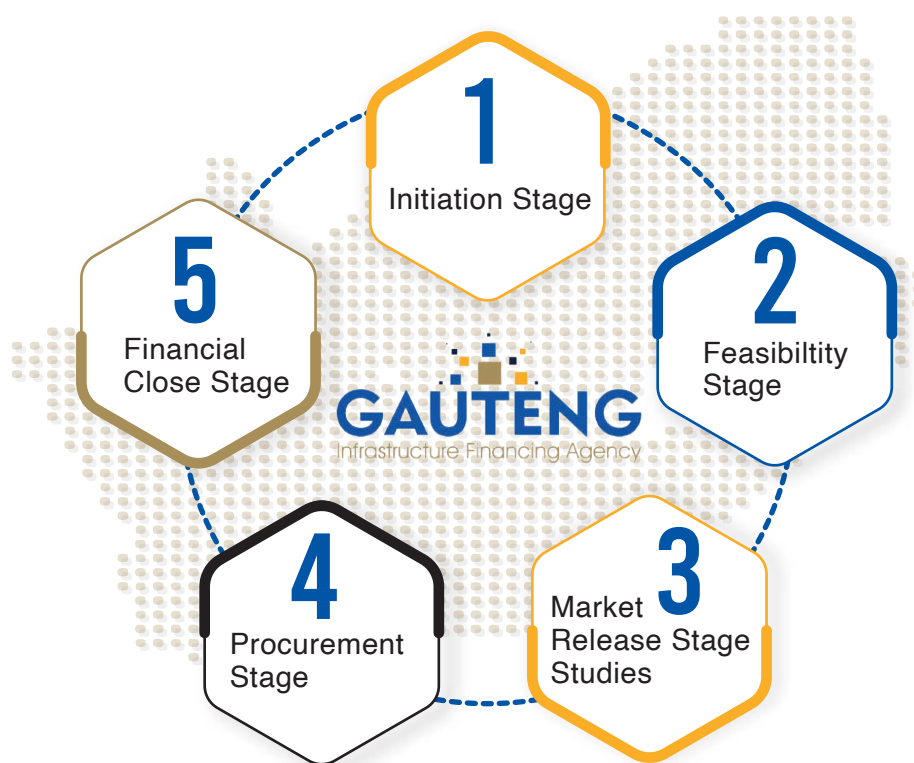 1
Initiation Stage
2
Feasibiltity
Stage
3
Market
Release Stage
Studies
4
Procurement
Stage
5
Financial
Close Stage
GAUTENG
Infrastructure Financing Agency